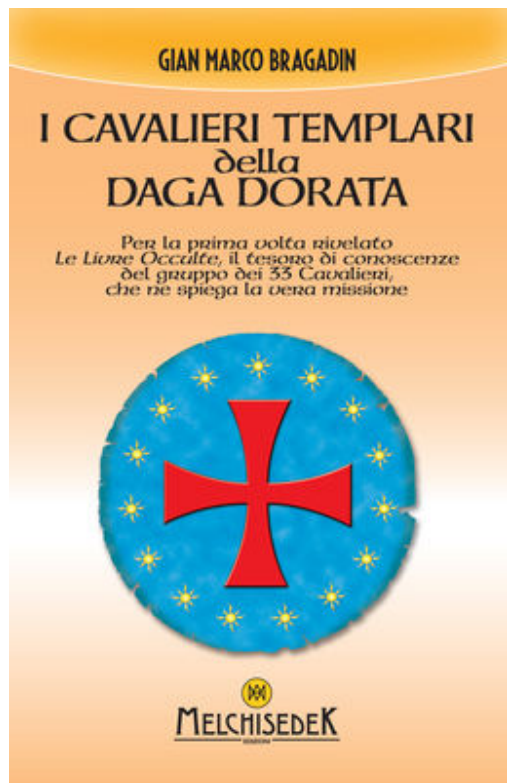 GIAN MARCO BRAGADIN
I CAVALIERI TEMPLARI
della
DAGA DORATA
Per la prima volta rivelato
Le Livre Occulte, il tesoro di conoscenze
del gruppo dei 33 Cavalieri,
che ne spiega la vera missione
MELCHISEDEK
EDIZIONI